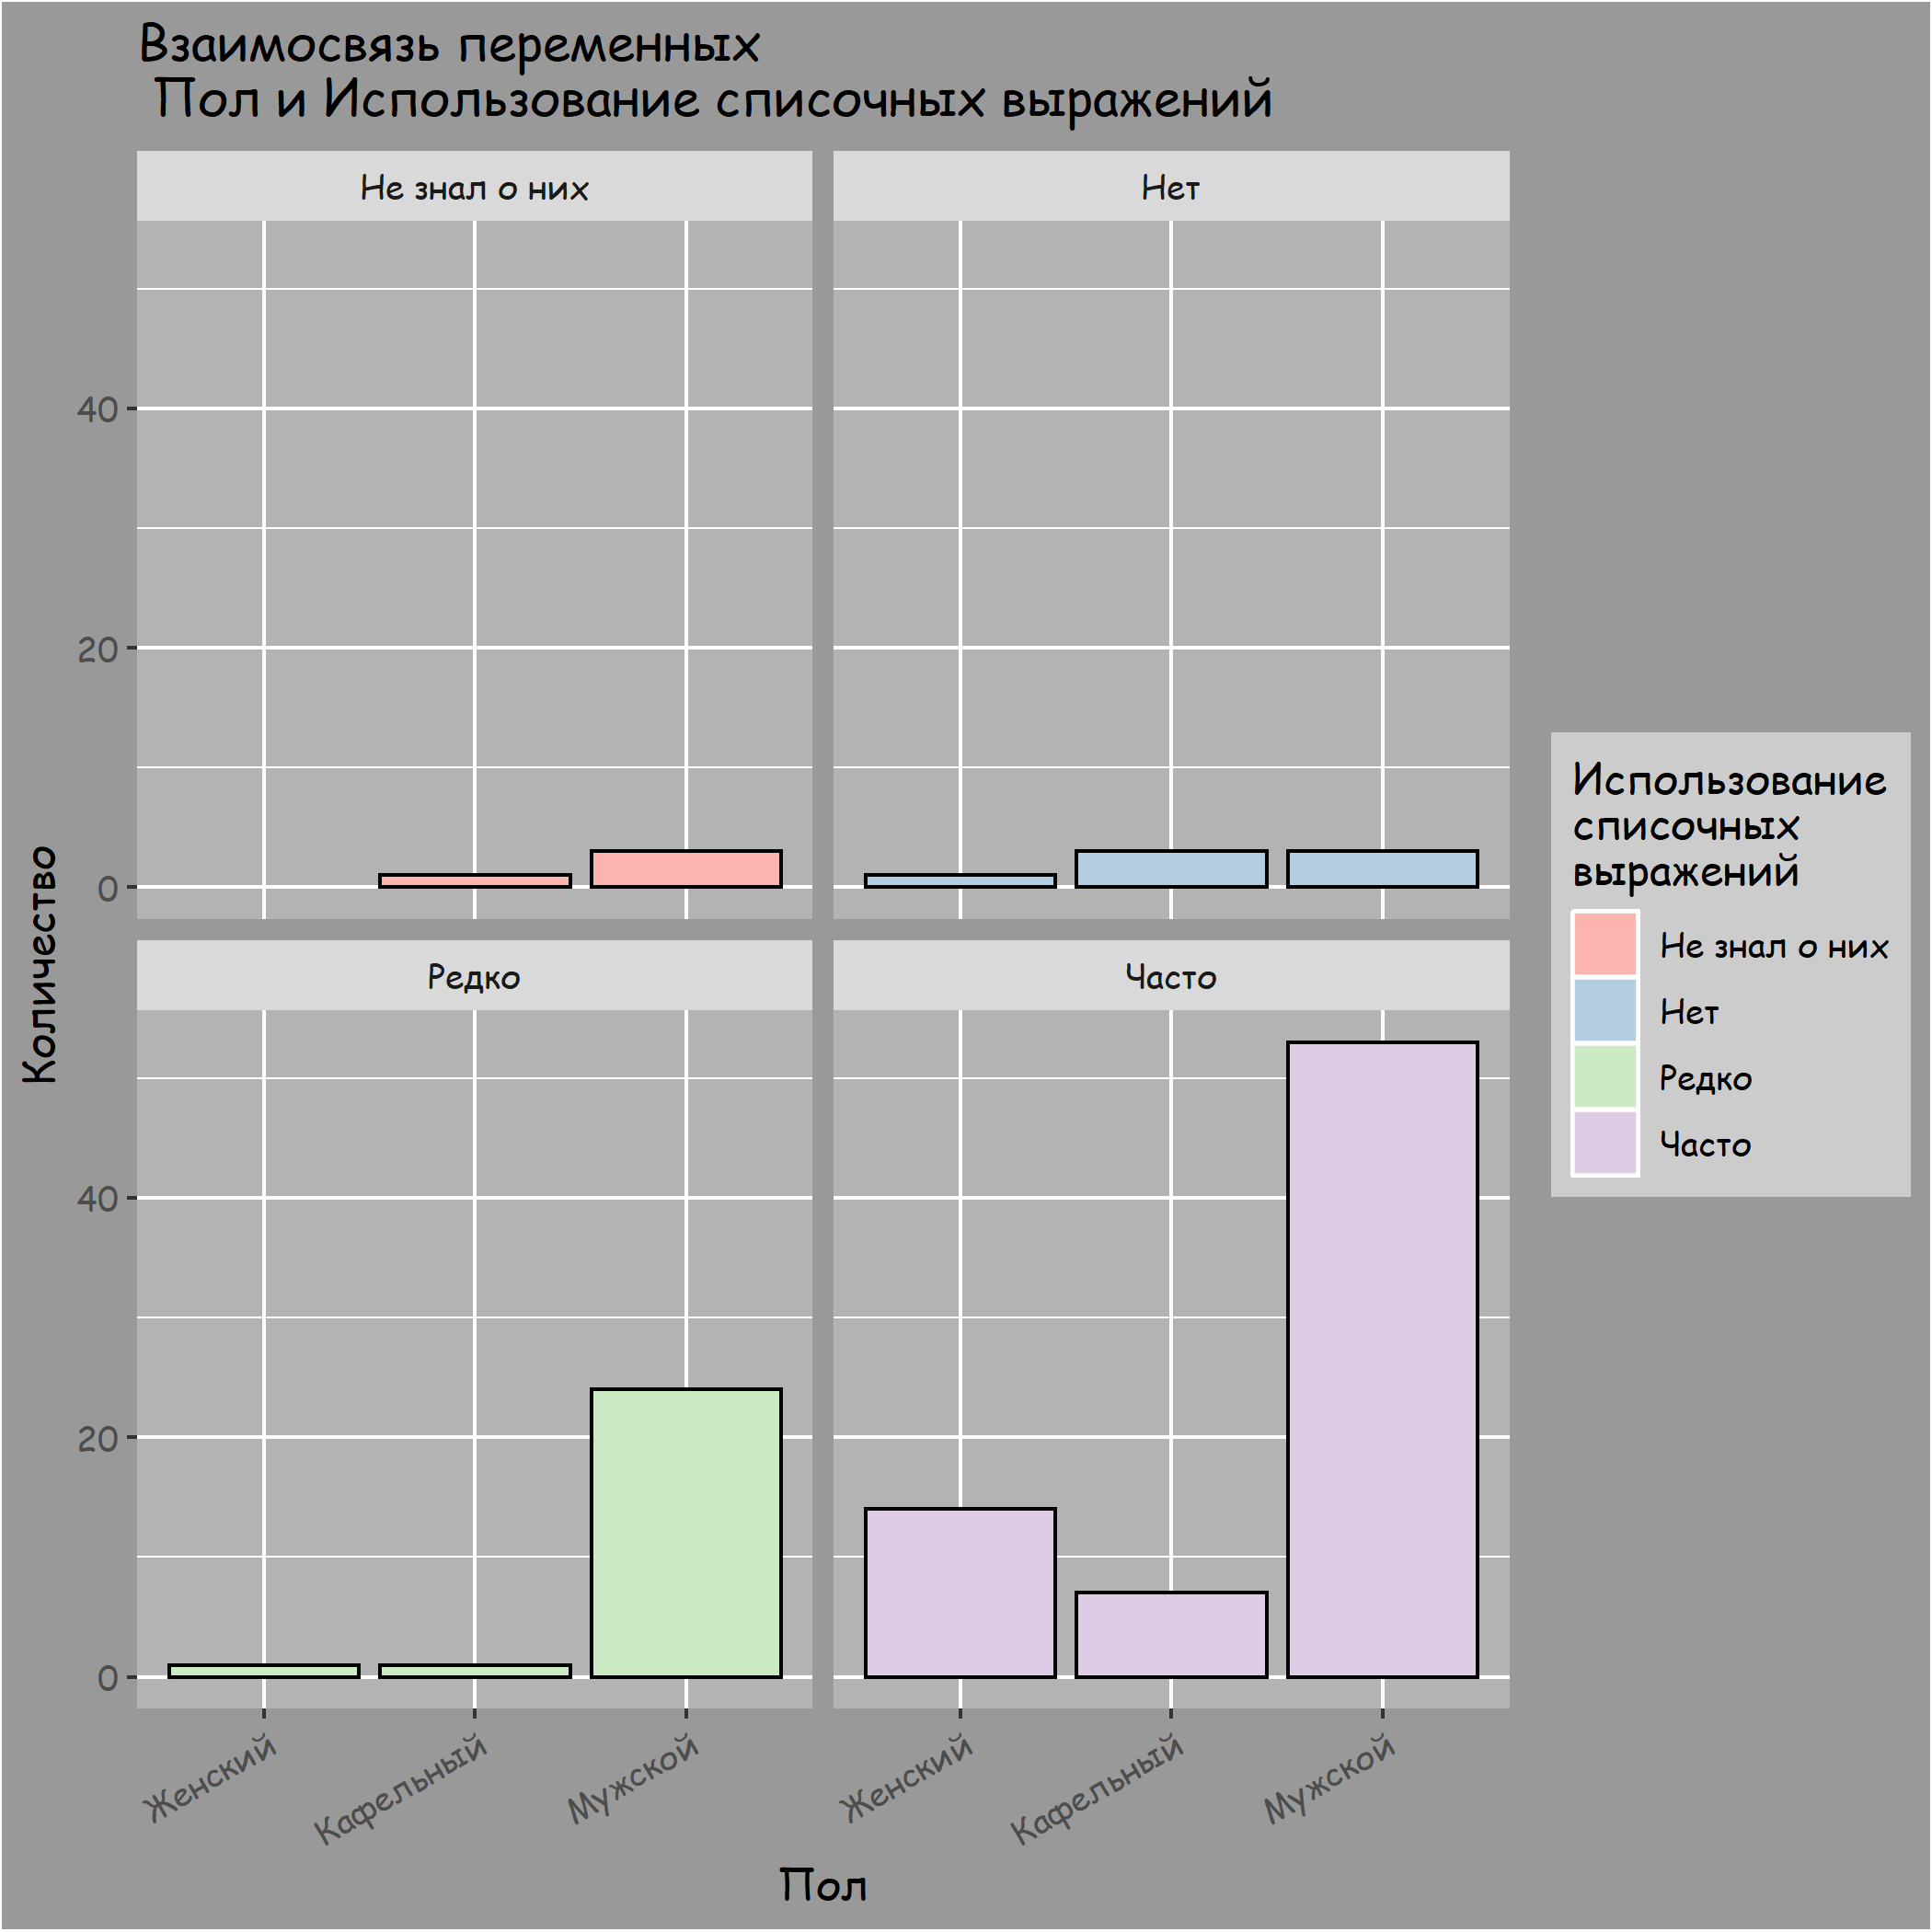 Взаимосвязь переменных
Пол и Использование списочных выражений
Не знал о них
Нет
40
20
0
Редко
Часто
40
20
0
Женский
Кафельный
Мужской
Женский
Кафельный
Мужской
Пол
Количество
Использование
списочных
выражений
Не знал о них
Нет
Редко
Часто